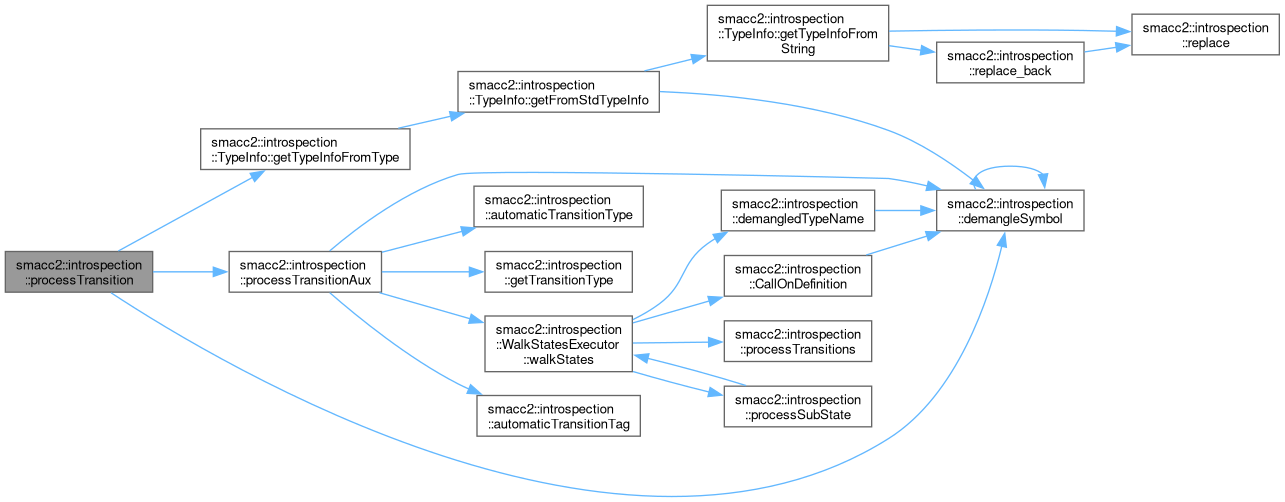 smacc2::introspection
::processTransition
smacc2::introspection
::TypeInfo::getTypeInfoFromType
smacc2::introspection
::TypeInfo::getFromStdTypeInfo
smacc2::introspection
::TypeInfo::getTypeInfoFrom
String
smacc2::introspection
::replace
smacc2::introspection
::replace_back
smacc2::introspection
::processTransitionAux
smacc2::introspection
::automaticTransitionType
smacc2::introspection
::getTransitionType
smacc2::introspection
::WalkStatesExecutor
::walkStates
smacc2::introspection
::automaticTransitionTag
smacc2::introspection
::demangledTypeName
smacc2::introspection
::CallOnDefinition
smacc2::introspection
::processTransitions
smacc2::introspection
::processSubState
smacc2::introspection
::demangleSymbol